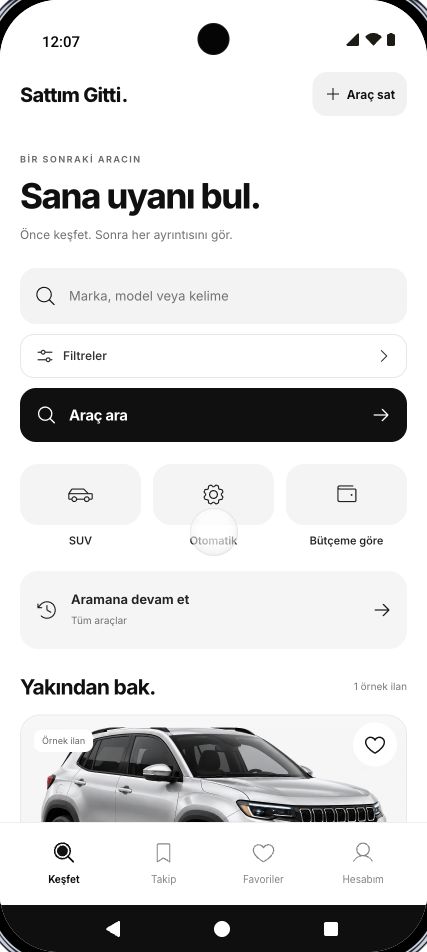 12:07
Sattım Gitti.
Araç sat
BİR SONRAKİ ARACIN
Sana uyanı bul.
Önce keşfet. Sonra her ayrıntısını gör.
Marka, model veya kelime
Filtreler
Araç ara
SUV
Otomatik
Bütçeme göre
Aramana devam et
Tüm araçlar
Yakından bak.
1 örnek ilan
Örnek ilan
Keşfet
Takip
Favoriler
Hesabım